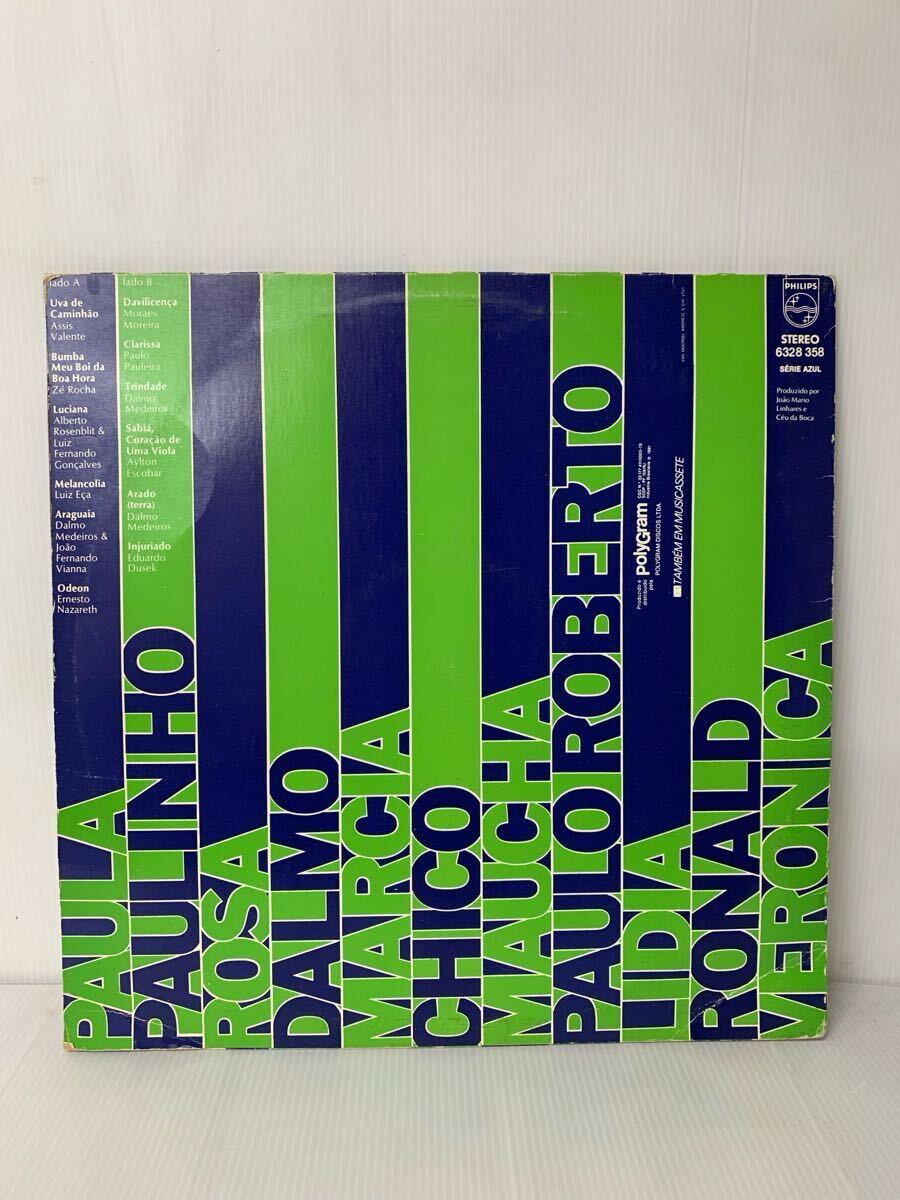 lado A
Uva de
Caminhão
Assis
Valente
Bumba
Meu Boi da
Boa Hora
Zé Rocha
Luciana
Alberto
Rosenblit &
Luiz
Fernando
Gonçalves
Melancolia
Luiz Eça
Araguaia
Dalmo
Medeiros &
João
Fernando
Vianna
Odeon
Ernesto
Nazareth
lado B
Davilicença
Moraes
Moreira
Clarissa
Paulo
Pauleira
Trindade
Dalmo
Medeiros
Sabiá,
Coração de
Uma Viola
Aylton
Escobar
Arado
(terra)
Dalmo
Medeiros
Injuriado
Eduardo
Dusek
PHILIPS
STEREO
6328 358
SÉRIE AZUL
Produzido por
João Mario
Linhares e
Céu da Boca
Produzido e
distribuído
pela
PolyGram
POLYGRAM DISCOS LTDA.
TAMBÉM EM MUSICASSETE
PAULA
PAULINHO
ROSA
DALMO
MARCIA
CHICO
MAUCHA
PAULO ROBERTO
LIDIA
RONALD
VERONICA